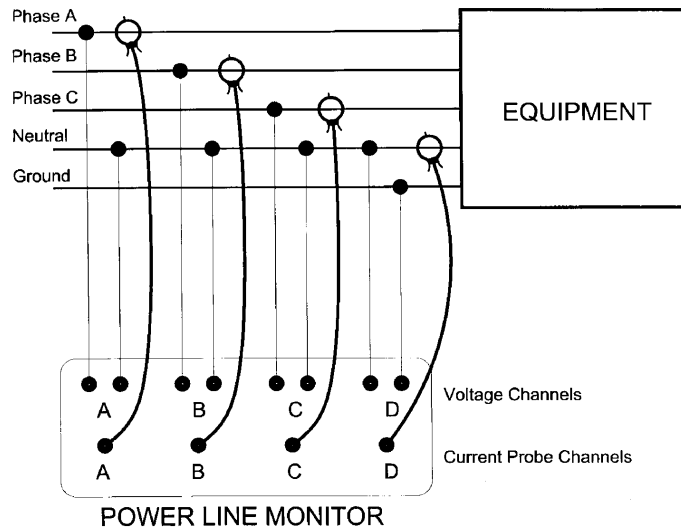 Phase A
Phase B
Phase C
Neutral
Ground
EQUIPMENT
A B C D
Voltage Channels
A B C D
Current Probe Channels
POWER LINE MONITOR